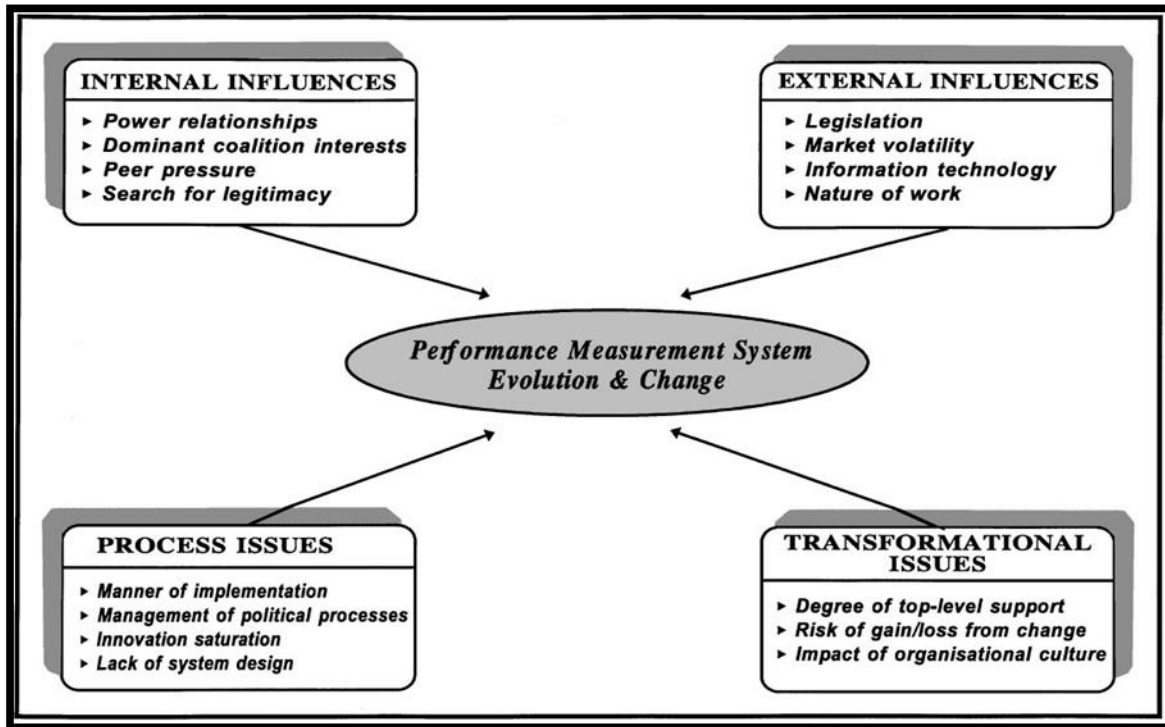 INTERNAL INFLUENCES
▸ Power relationships
▸ Dominant coalition interests
▸ Peer pressure
▸ Search for legitimacy
EXTERNAL INFLUENCES
▸ Legislation
▸ Market volatility
▸ Information technology
▸ Nature of work
Performance Measurement System
Evolution & Change
PROCESS ISSUES
▸ Manner of implementation
▸ Management of political processes
▸ Innovation saturation
▸ Lack of system design
TRANSFORMATIONAL
ISSUES
▸ Degree of top-level support
▸ Risk of gain/loss from change
▸ Impact of organisational culture